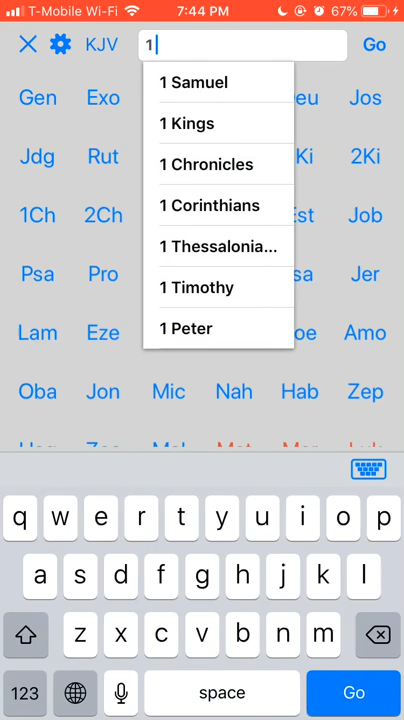 T-Mobile Wi-Fi 7:44 PM 67%
KJV 1 Go
1 Samuel
1 Kings
1 Chronicles
1 Corinthians
1 Thessalonia...
1 Timothy
1 Peter
Gen Exo eu Jos
Jdg Rut Ki 2Ki
1Ch 2Ch Est Job
Psa Pro sa Jer
Lam Eze oe Amo
Oba Jon Mic Nah Hab Zep
q w e r t y u i o p
a s d f g h j k l
z x c v b n m
123 space Go